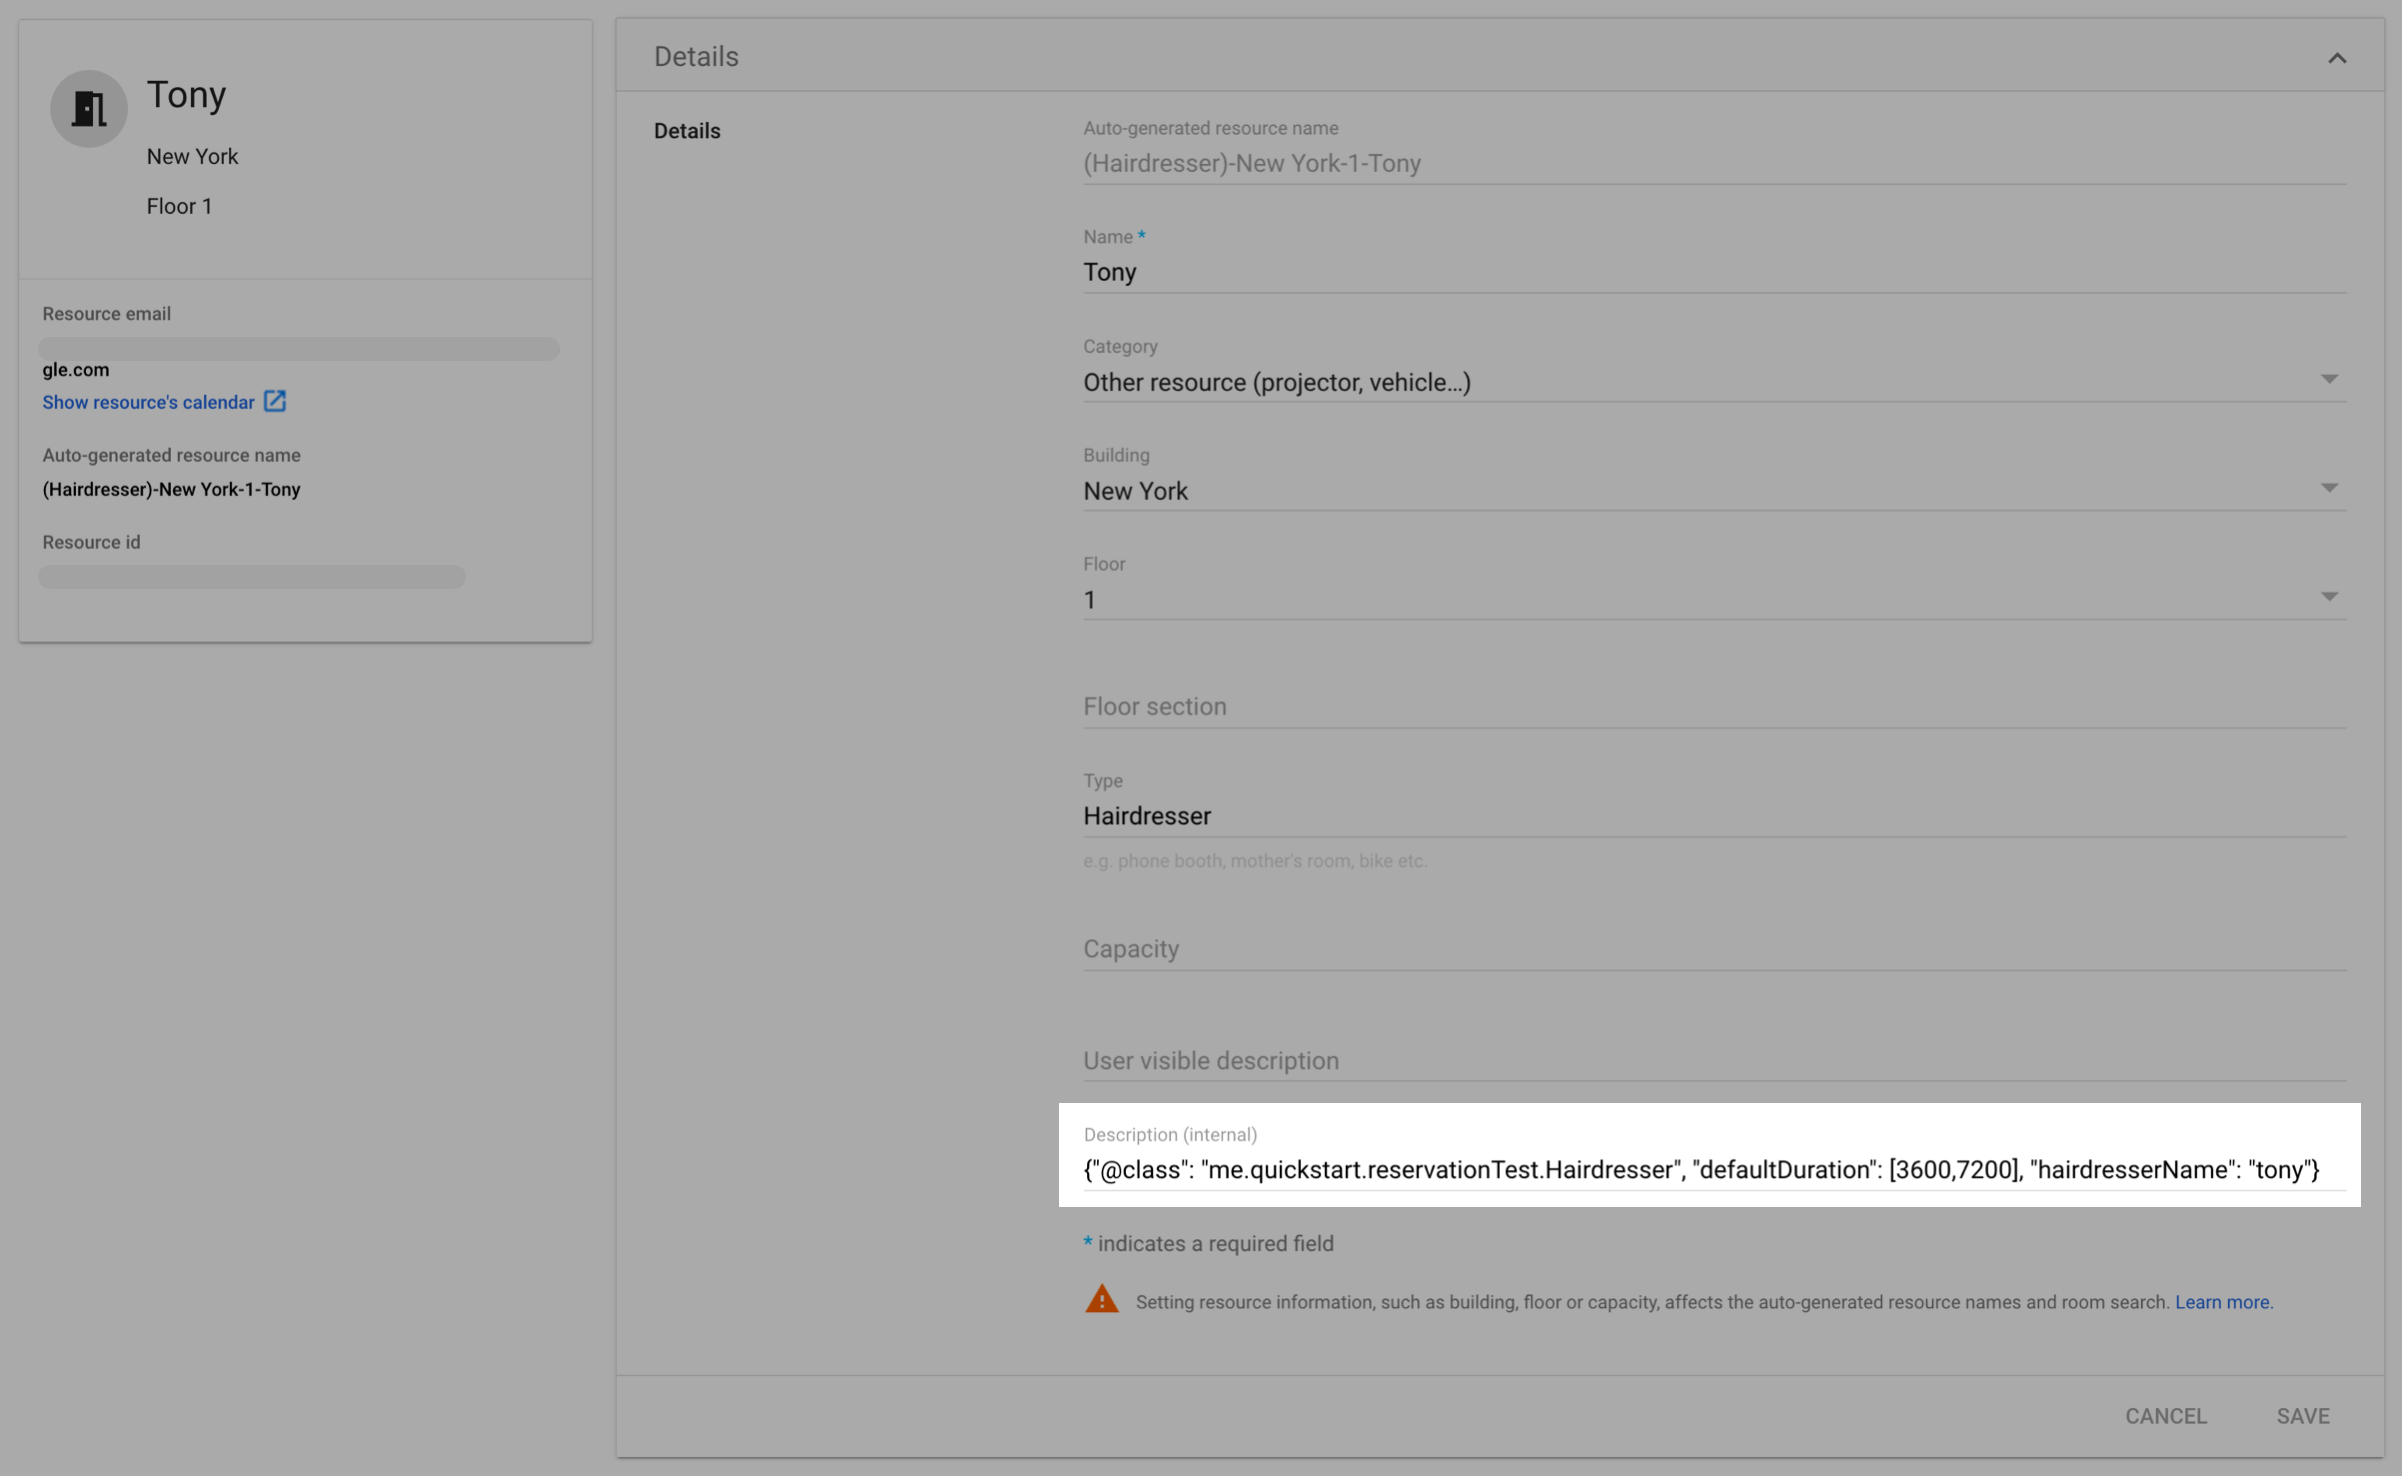 Tony
New York
Floor 1
Resource email
gle.com
Show resource's calendar
Auto-generated resource name
(Hairdresser)-New York-1-Tony
Resource id
Details
Details
Auto-generated resource name
(Hairdresser)-New York-1-Tony
Name *
Tony
Category
Other resource (projector, vehicle...)
Building
New York
Floor
1
Floor section
Type
Hairdresser
e.g. phone booth, mother's room, bike etc.
Capacity
User visible description
Description (internal)
{"@class": "me.quickstart.reservationTest.Hairdresser", "defaultDuration": [3600,7200], "hairdresserName": "tony"}
* indicates a required field
Setting resource information, such as building, floor or capacity, affects the auto-generated resource names and room search. Learn more.
CANCEL SAVE